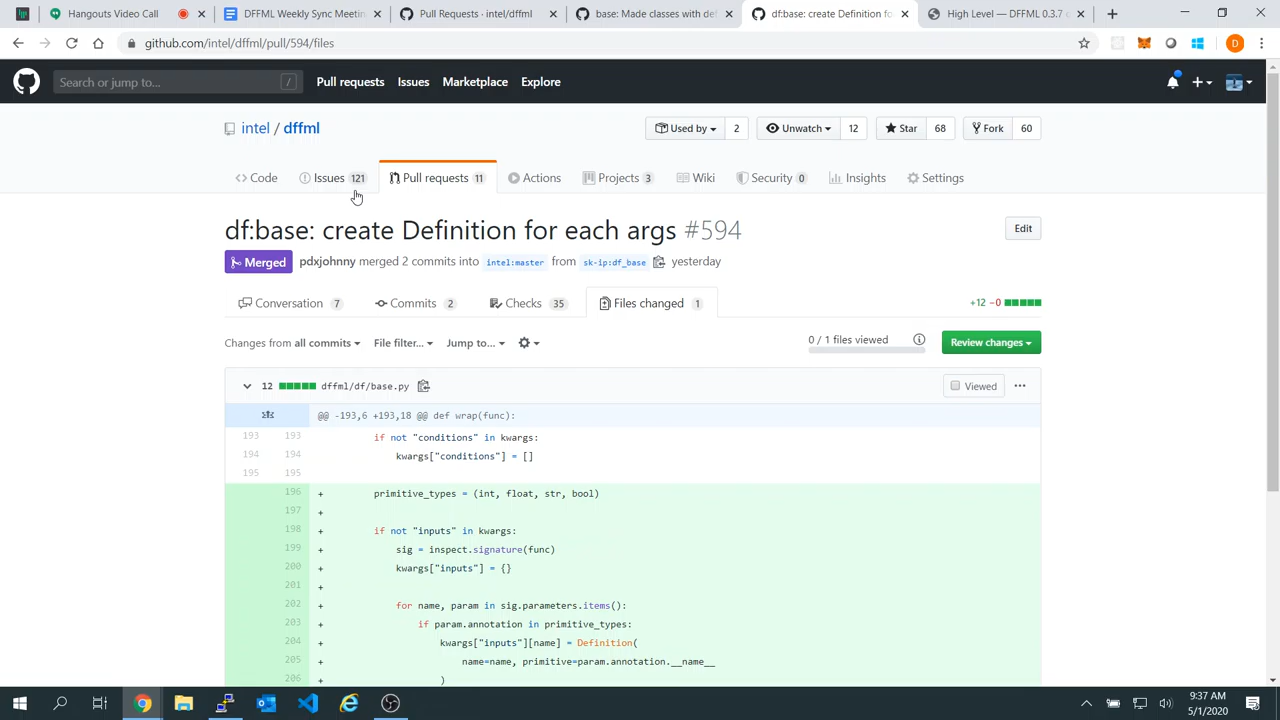 Hangouts Video Call
DFFML Weekly Sync Meetin
Pull Requests · intel/dffml
base: Made classes with del
df:base: create Definition fo
High Level — DFFML 0.3.7
github.com/intel/dffml/pull/594/files
Search or jump to...
/
Pull requests
Issues
Marketplace
Explore
intel / dffml
Used by 2
Unwatch 12
Star 68
Fork 60
Code
Issues 121
Pull requests 11
Actions
Projects 3
Wiki
Security 0
Insights
Settings
df:base: create Definition for each args #594
Edit
Merged
pdxjohnny merged 2 commits into intel:master from sk-ip:df_base yesterday
Conversation 7
Commits 2
Checks 35
Files changed 1
+12 −0
Changes from all commits
File filter...
Jump to...
0 / 1 files viewed
Review changes
12 dffml/df/base.py
Viewed
@@ -193,6 +193,18 @@ def wrap(func):
193 193 if not "conditions" in kwargs:
194 194 kwargs["conditions"] = []
195 195
196 + primitive_types = (int, float, str, bool)
197 +
198 + if not "inputs" in kwargs:
199 + sig = inspect.signature(func)
200 + kwargs["inputs"] = {}
201 +
202 + for name, param in sig.parameters.items():
203 + if param.annotation in primitive_types:
204 + kwargs["inputs"][name] = Definition(
205 + name=name, primitive=param.annotation.__name__
206 + )
9:37 AM
5/1/2020